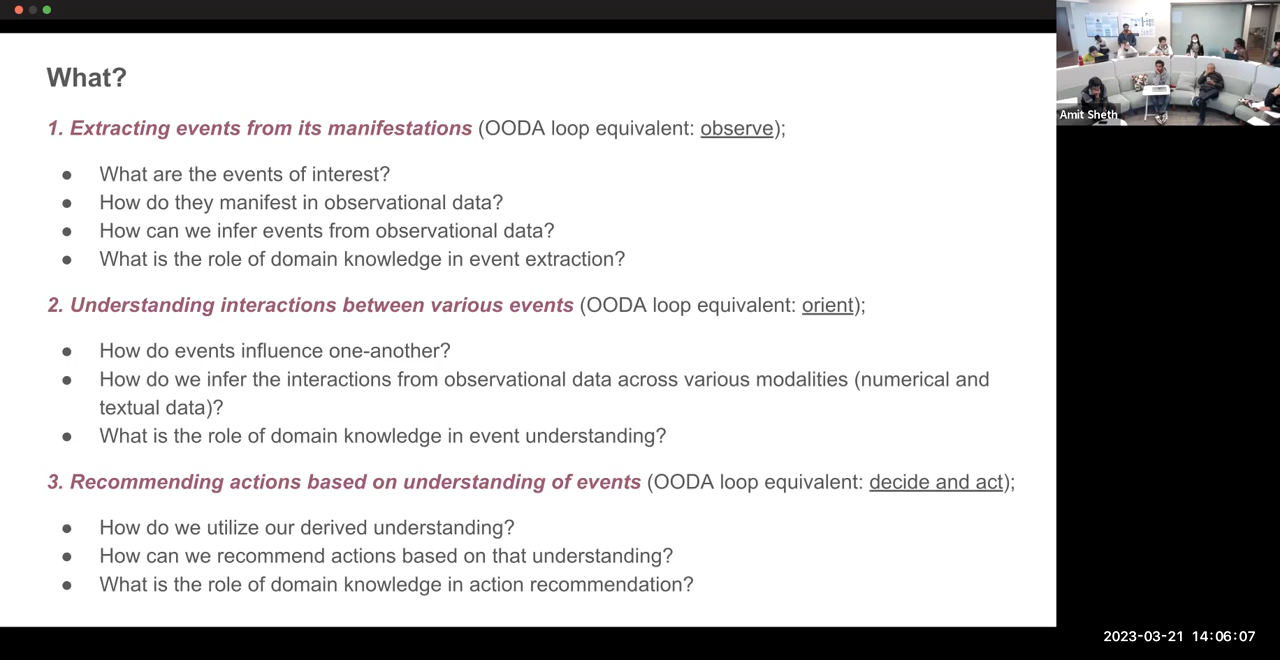 What?
1. Extracting events from its manifestations (OODA loop equivalent: observe);
● What are the events of interest?
● How do they manifest in observational data?
● How can we infer events from observational data?
● What is the role of domain knowledge in event extraction?
2. Understanding interactions between various events (OODA loop equivalent: orient);
● How do events influence one-another?
● How do we infer the interactions from observational data across various modalities (numerical and
textual data)?
● What is the role of domain knowledge in event understanding?
3. Recommending actions based on understanding of events (OODA loop equivalent: decide and act);
● How do we utilize our derived understanding?
● How can we recommend actions based on that understanding?
● What is the role of domain knowledge in action recommendation?
Amit Sheth
2023-03-21 14:06:07